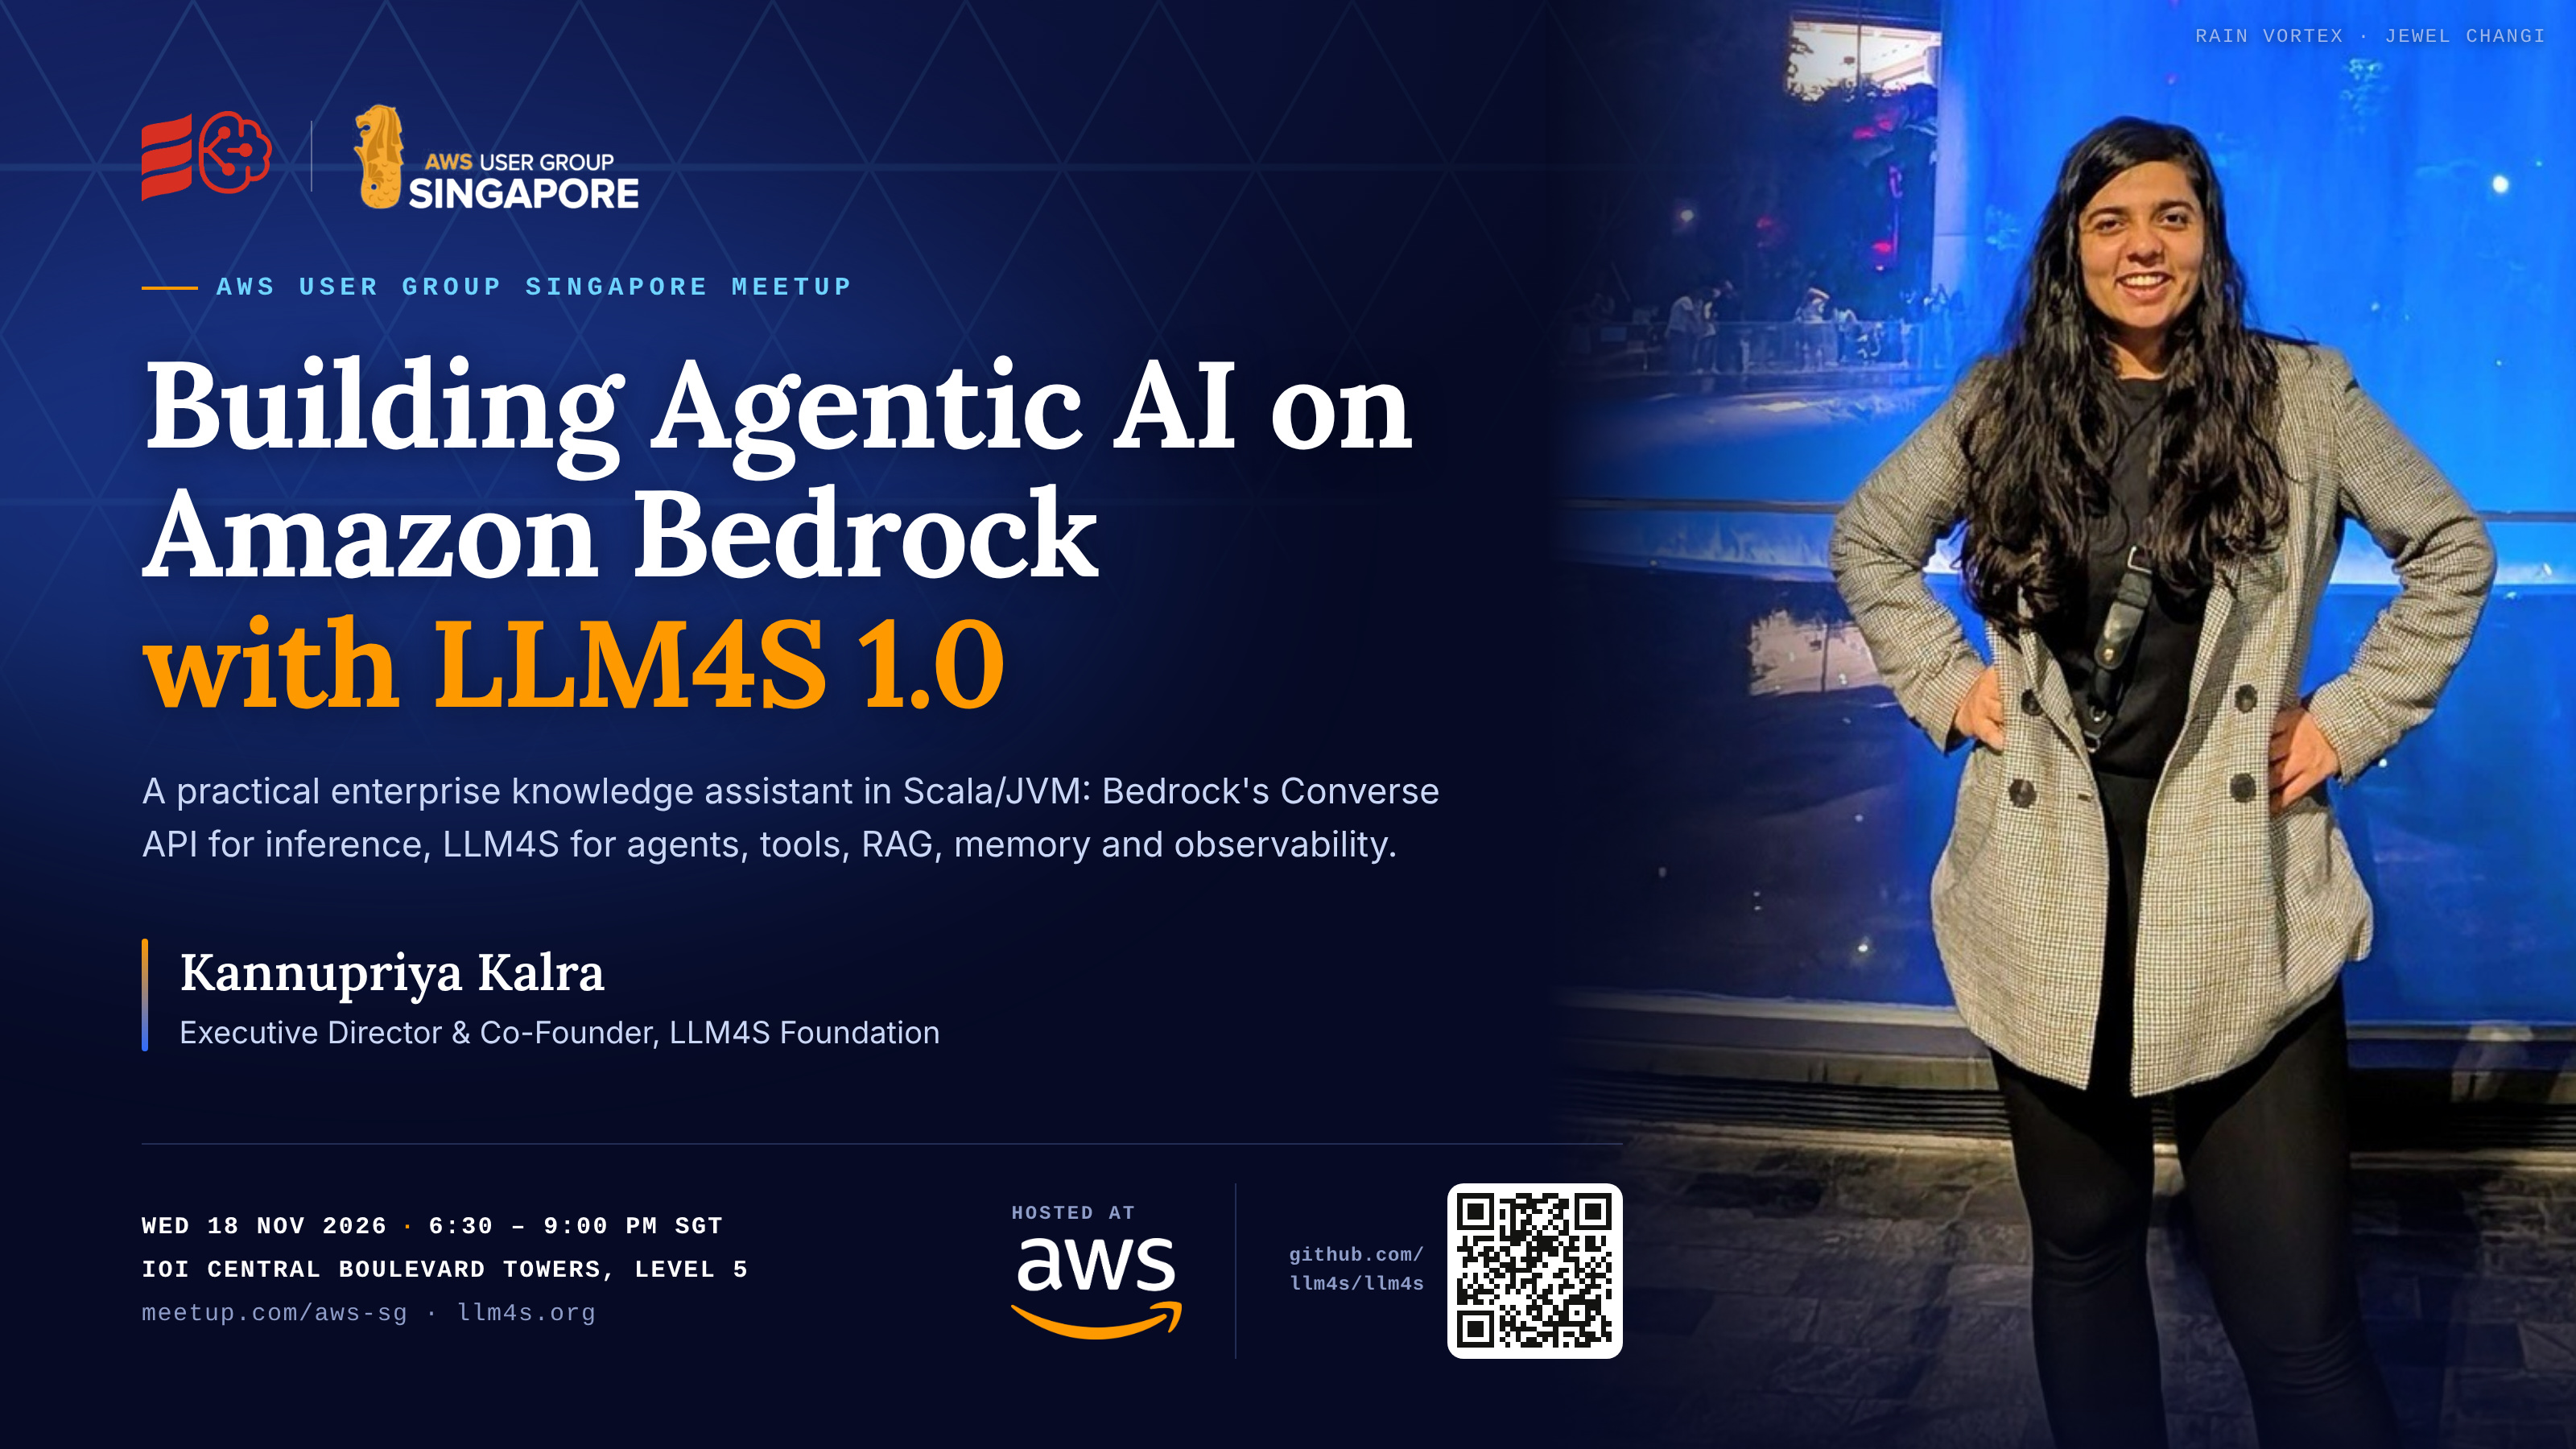 RAIN VORTEX · JEWEL CHANGI
AWS USER GROUP
SINGAPORE
AWS USER GROUP SINGAPORE MEETUP
Building Agentic AI on
Amazon Bedrock
with LLM4S 1.0
A practical enterprise knowledge assistant in Scala/JVM: Bedrock's Converse
API for inference, LLM4S for agents, tools, RAG, memory and observability.
Kannupriya Kalra
Executive Director & Co-Founder, LLM4S Foundation
WED 18 NOV 2026 · 6:30 – 9:00 PM SGT
IOI CENTRAL BOULEVARD TOWERS, LEVEL 5
meetup.com/aws-sg · llm4s.org
HOSTED AT
aws
github.com/
llm4s/llm4s